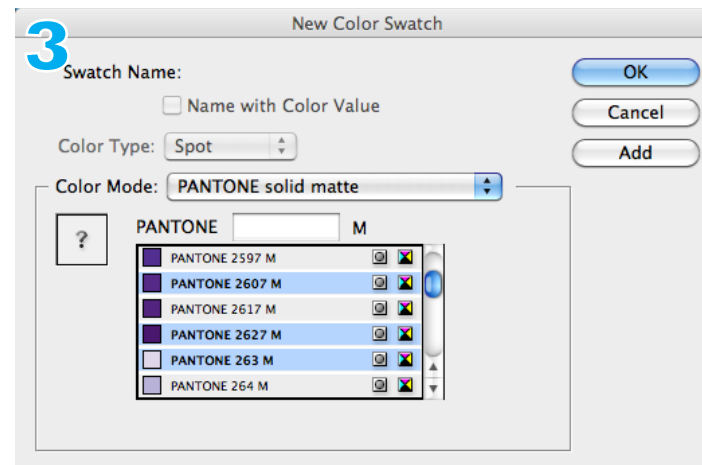 New Color Swatch
3
Swatch Name:
OK
Name with Color Value
Cancel
Color Type: Spot
Add
Color Mode: PANTONE solid matte
? PANTONE M
PANTONE 2597 M
PANTONE 2607 M
PANTONE 2617 M
PANTONE 2627 M
PANTONE 263 M
PANTONE 264 M